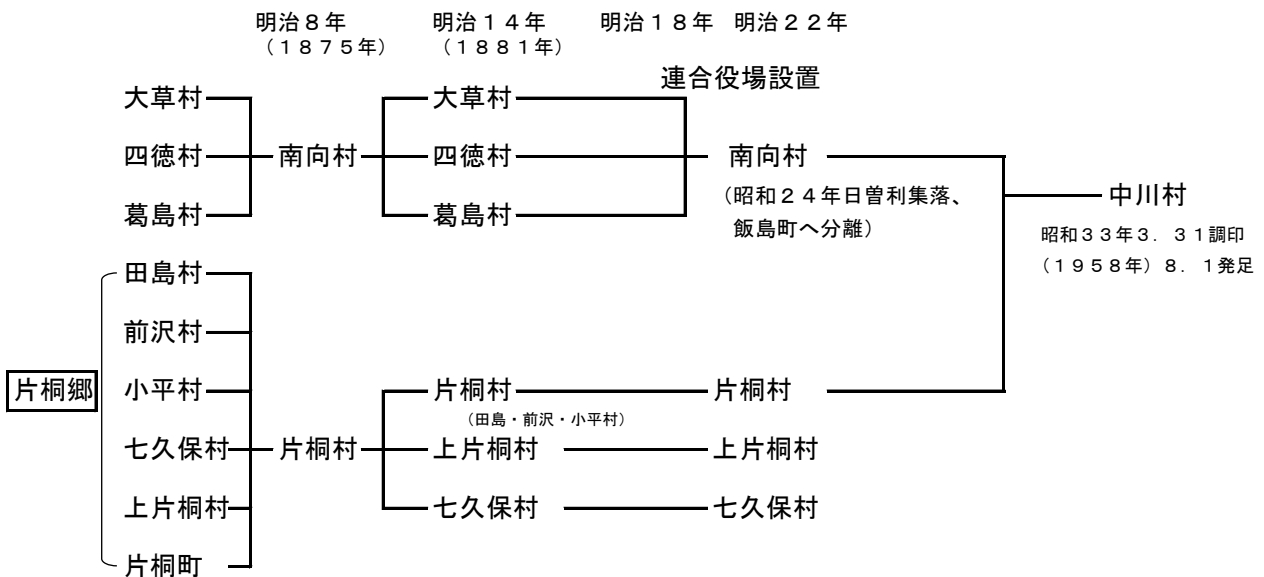 明治８年 明治１４年 明治１８年 明治２２年
（１８７５年） （１８８１年）
連合役場設置
大草村 大草村
四徳村 南向村 四徳村 南向村
葛島村 葛島村
（昭和２４年日曽利集落、
飯島町へ分離）
中川村
昭和３３年３．３１調印
（１９５８年）８．１発足
田島村
前沢村
片桐郷 小平村 片桐村 片桐村
（田島・前沢・小平村）
七久保村 片桐村 上片桐村 上片桐村
上片桐村 七久保村 七久保村
片桐町